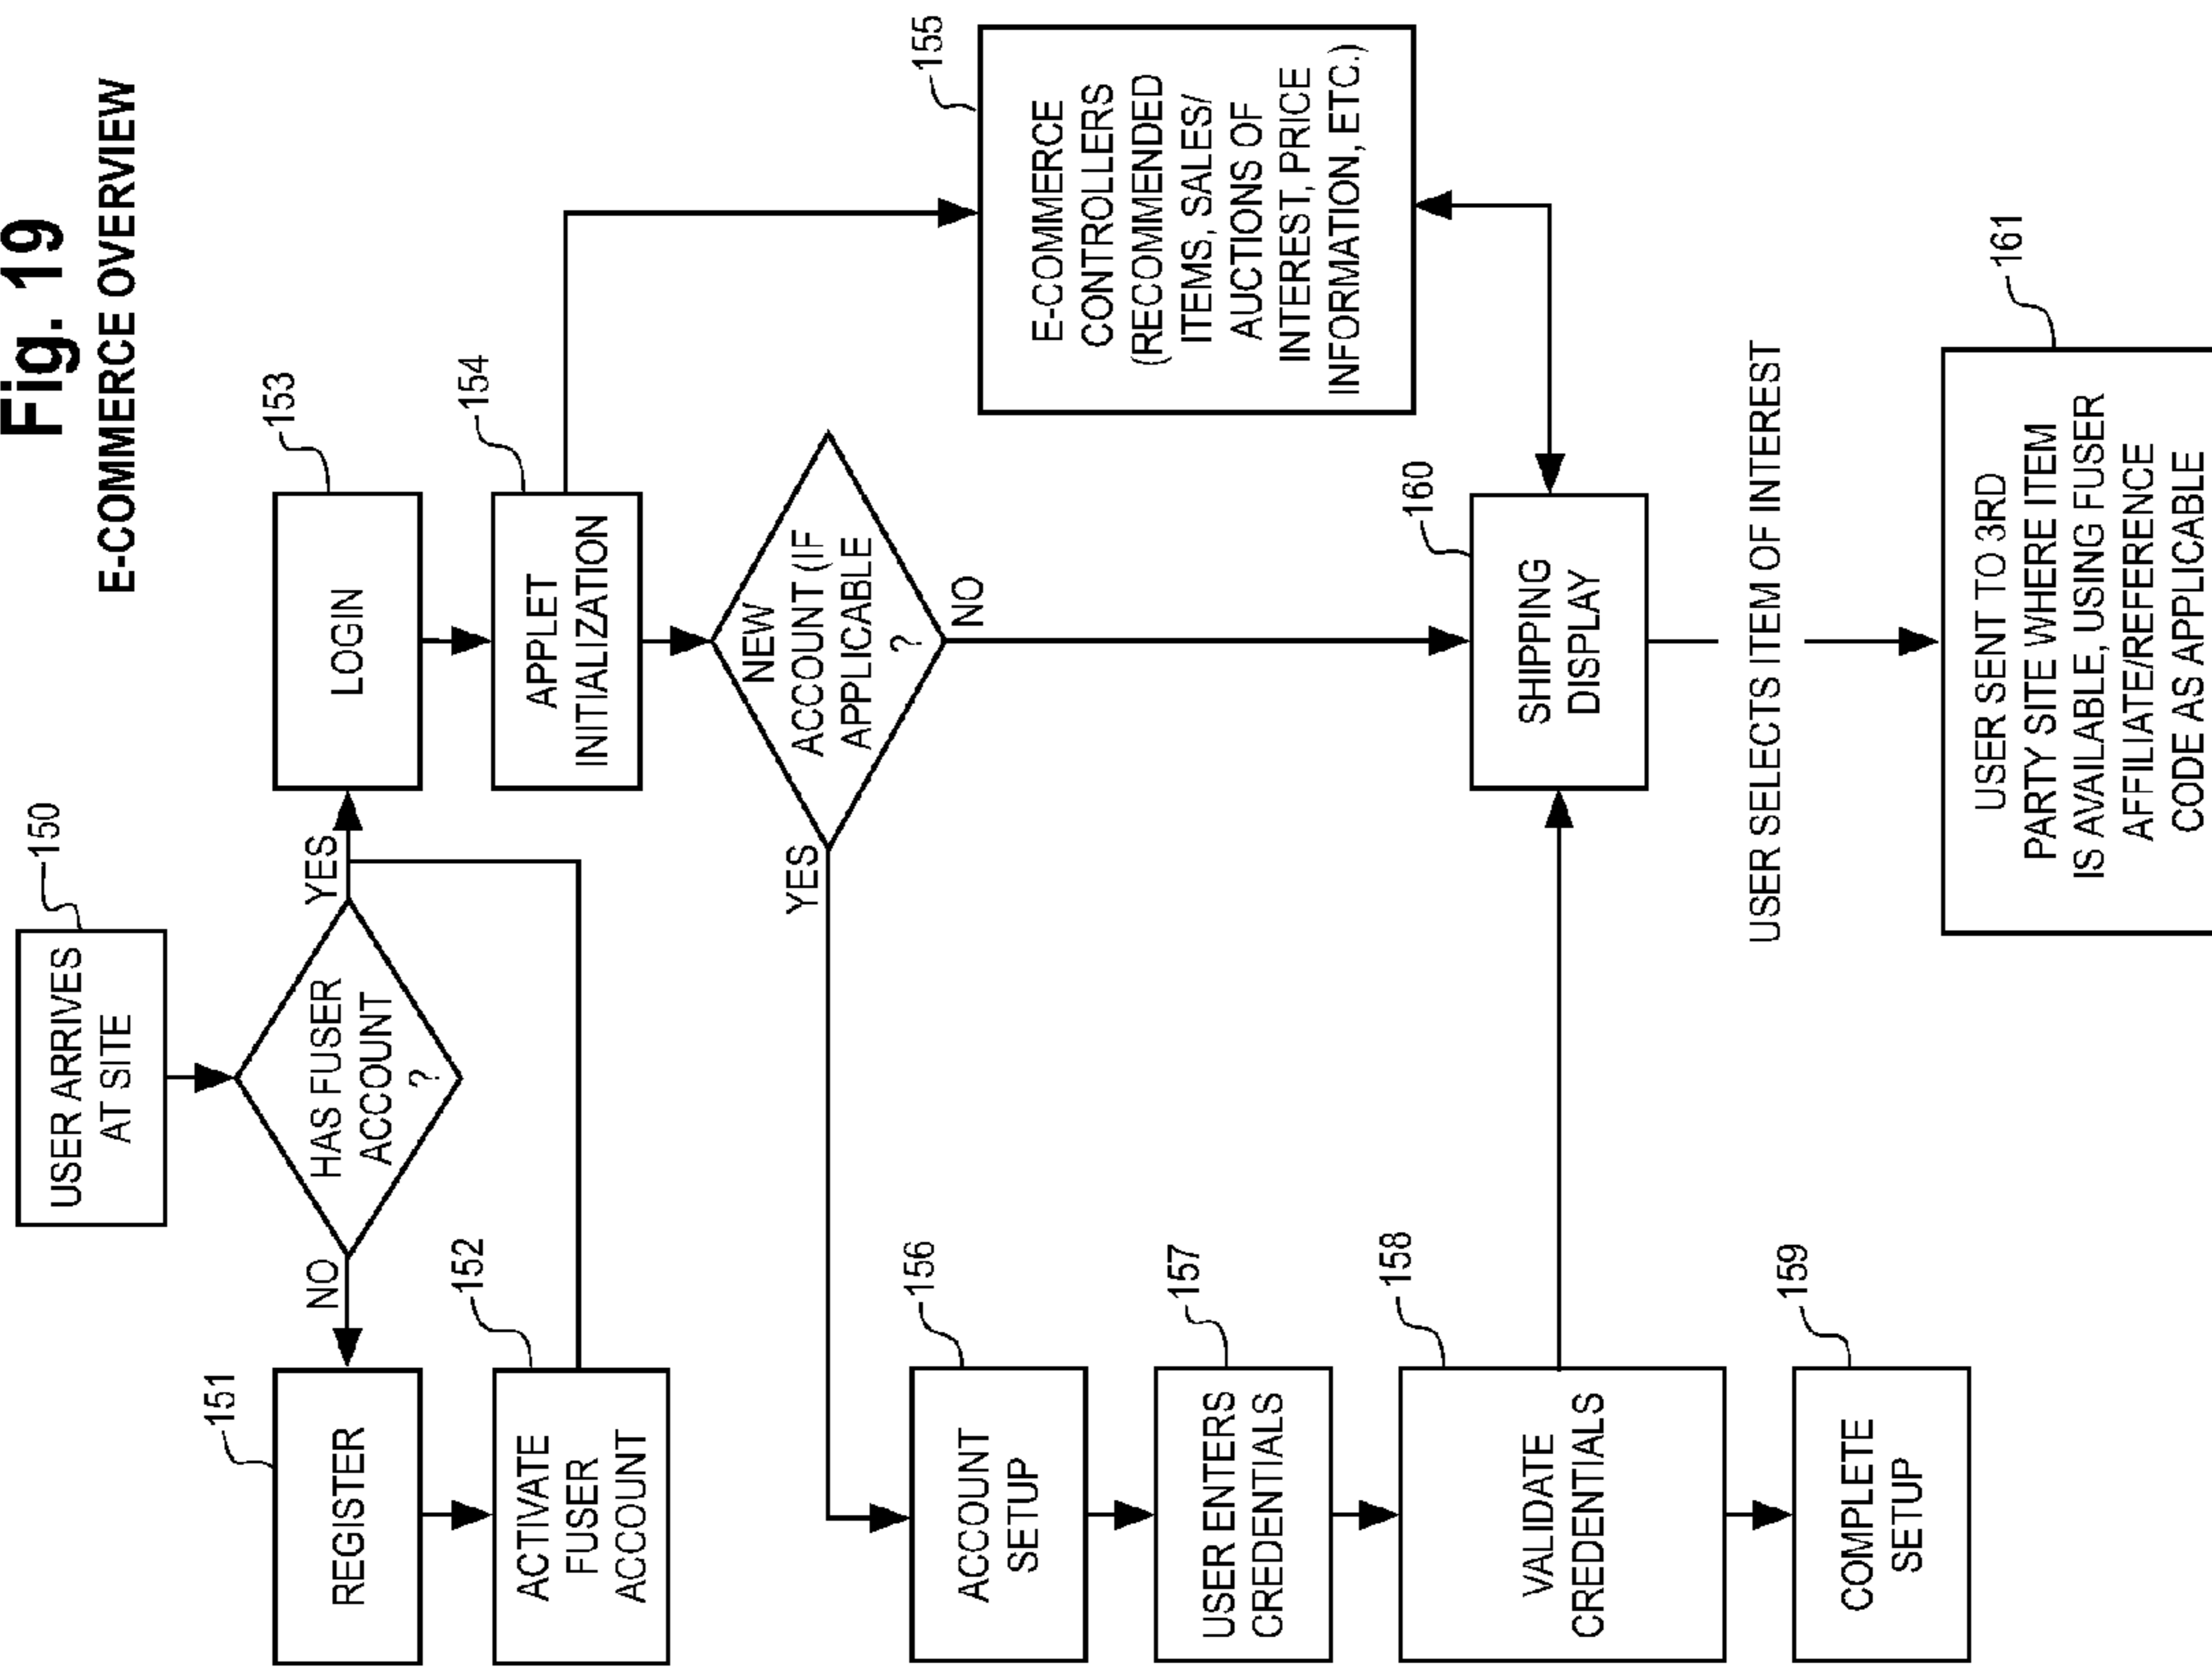 Fig. 19
E-COMMERCE OVERVIEW
150
USER ARRIVES
AT SITE
HAS FUSER
ACCOUNT
?
NO
YES
151
REGISTER
152
ACTIVATE
FUSER
ACCOUNT
153
LOGIN
154
APPLET
INITIALIZATION
NEW
ACCOUNT (IF
APPLICABLE
?
YES
NO
155
E-COMMERCE
CONTROLLERS
(RECOMMENDED
ITEMS, SALES/
AUCTIONS OF
INTEREST, PRICE
INFORMATION, ETC.)
156
ACCOUNT
SETUP
157
USER ENTERS
CREDENTIALS
158
VALIDATE
CREDENTIALS
159
COMPLETE
SETUP
160
SHIPPING
DISPLAY
USER SELECTS ITEM OF INTEREST
161
USER SENT TO 3RD
PARTY SITE WHERE ITEM
IS AVAILABLE, USING FUSER
AFFILIATE/REFERENCE
CODE AS APPLICABLE